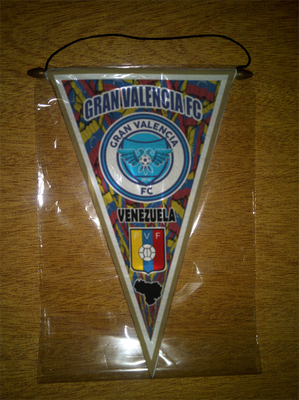 GRAN VALENCIA FC
GRAN VALENCIA
FC
VENEZUELA
V F